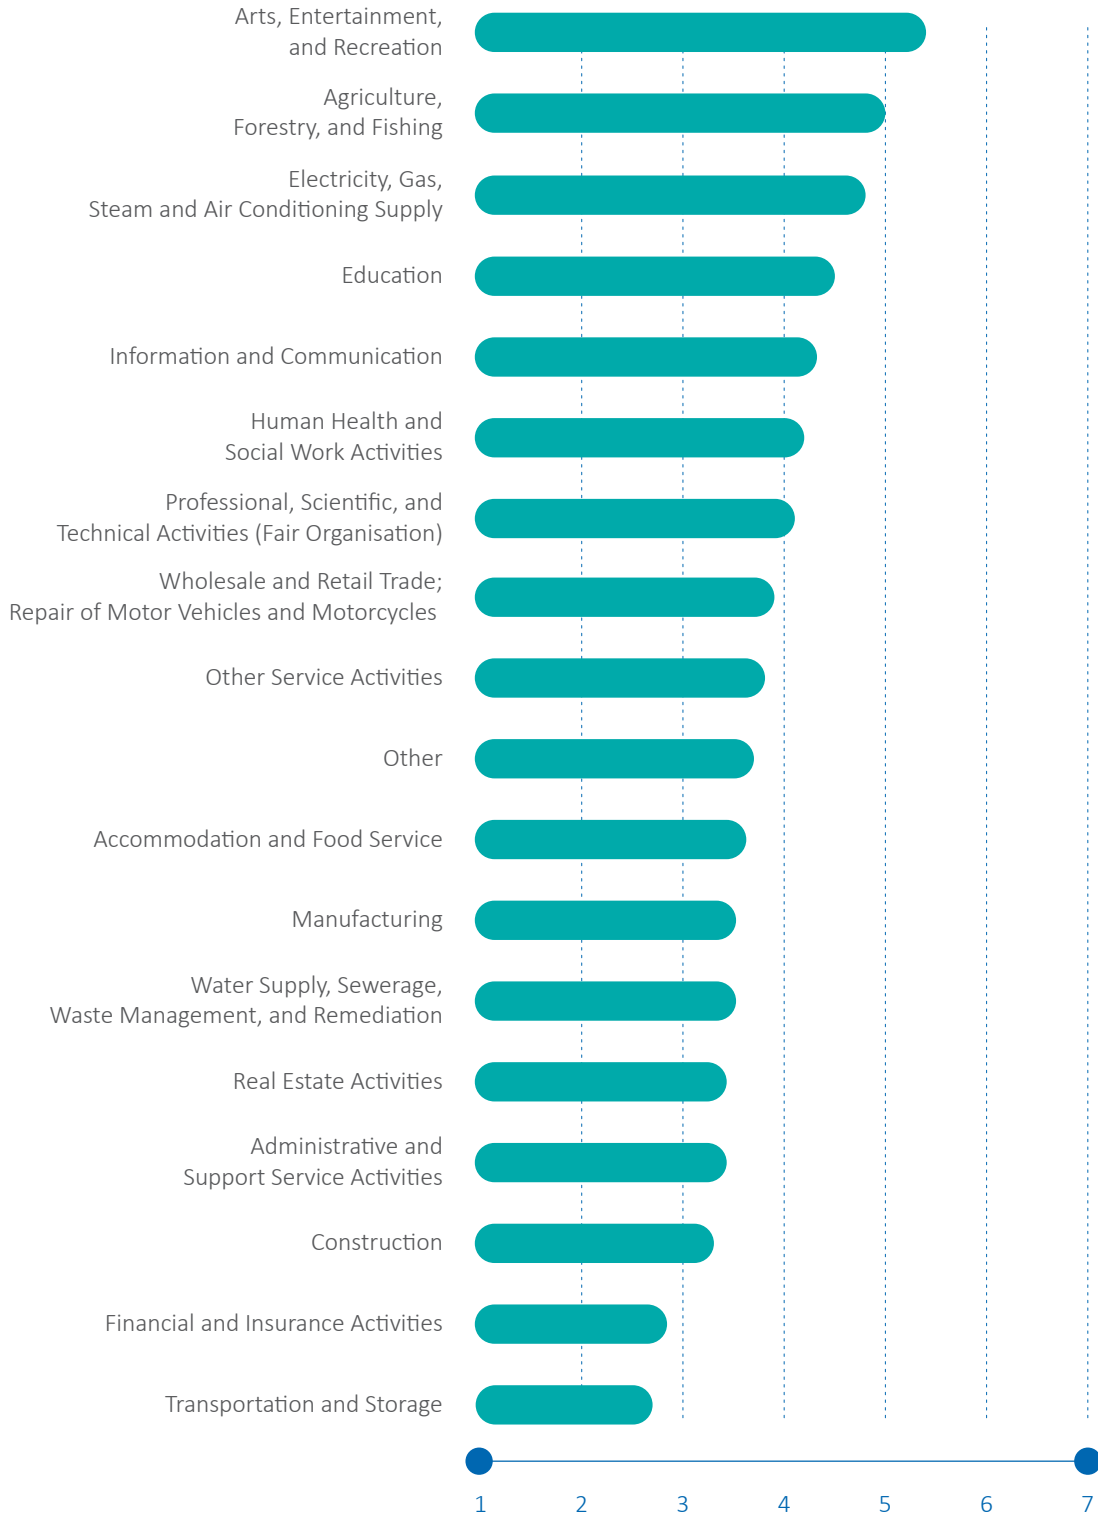 Arts, Entertainment,
and Recreation
Agriculture,
Forestry, and Fishing
Electricity, Gas,
Steam and Air Conditioning Supply
Education
Information and Communication
Human Health and
Social Work Activities
Professional, Scientific, and
Technical Activities (Fair Organisation)
Wholesale and Retail Trade;
Repair of Motor Vehicles and Motorcycles
Other Service Activities
Other
Accommodation and Food Service
Manufacturing
Water Supply, Sewerage,
Waste Management, and Remediation
Real Estate Activities
Administrative and
Support Service Activities
Construction
Financial and Insurance Activities
Transportation and Storage
1 2 3 4 5 6 7